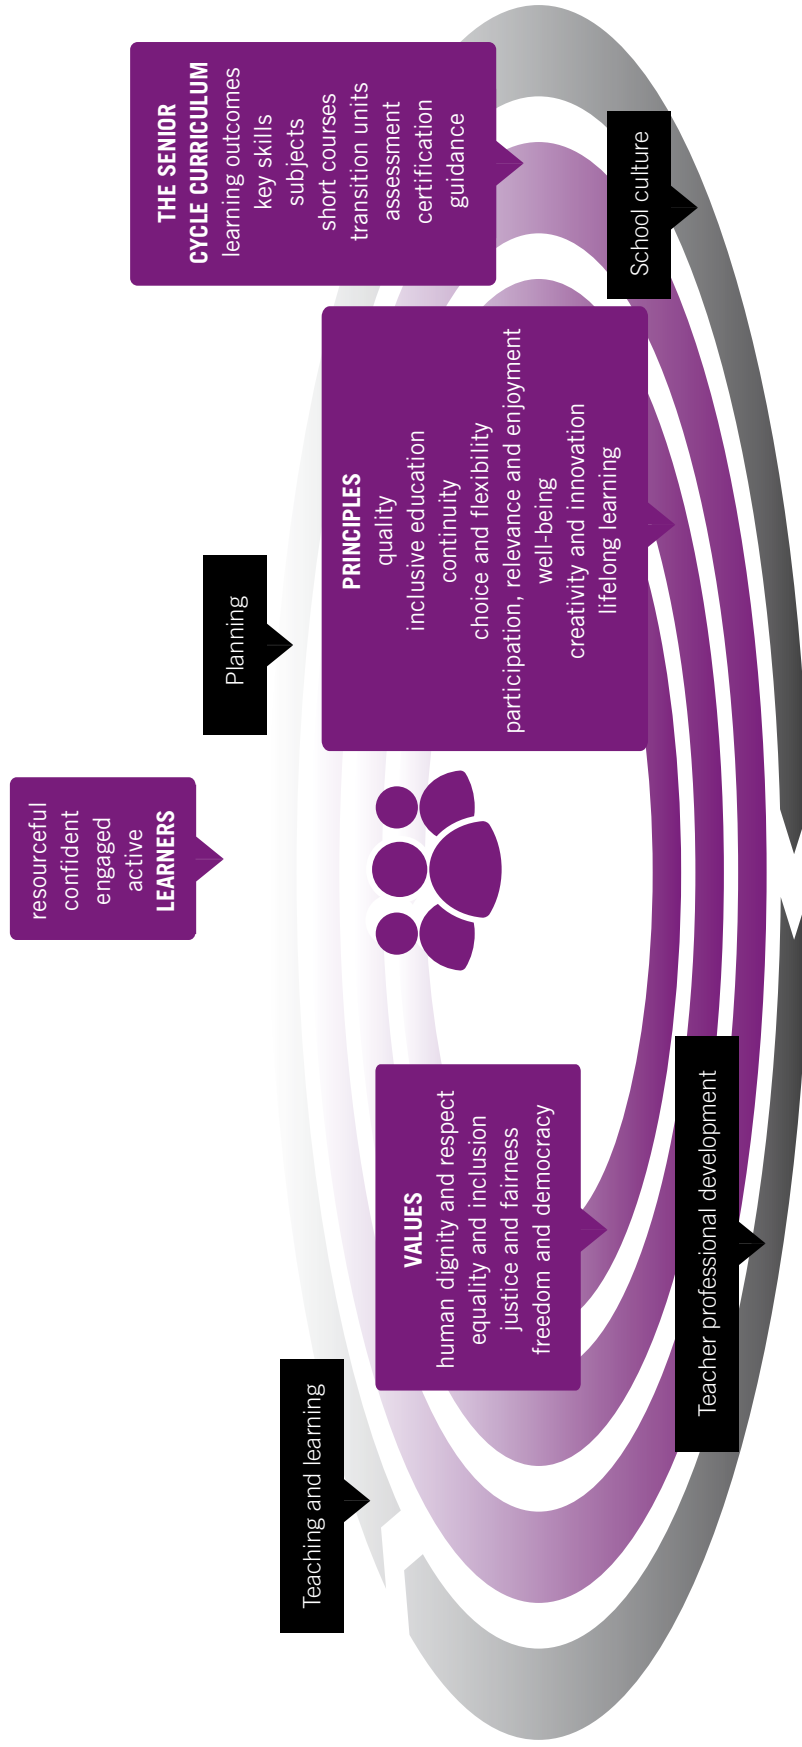 resourceful
confident
engaged
active
LEARNERS
THE SENIOR
CYCLE CURRICULUM
learning outcomes
key skills
subjects
short courses
transition units
assessment
certification
guidance
Planning
Teaching and learning
PRINCIPLES
quality
inclusive education
continuity
choice and flexibility
participation, relevance and enjoyment
well-being
creativity and innovation
lifelong learning
VALUES
human dignity and respect
equality and inclusion
justice and fairness
freedom and democracy
School culture
Teacher professional development